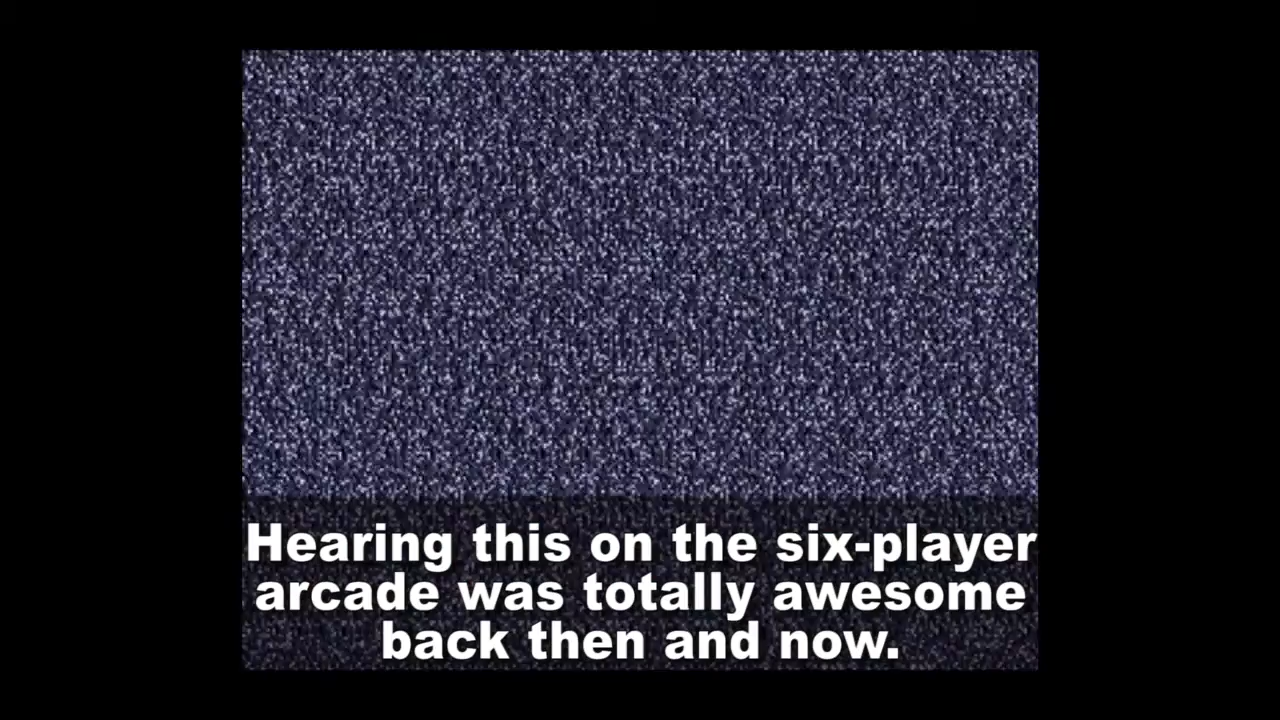 Hearing this on the six-player
arcade was totally awesome
back then and now.